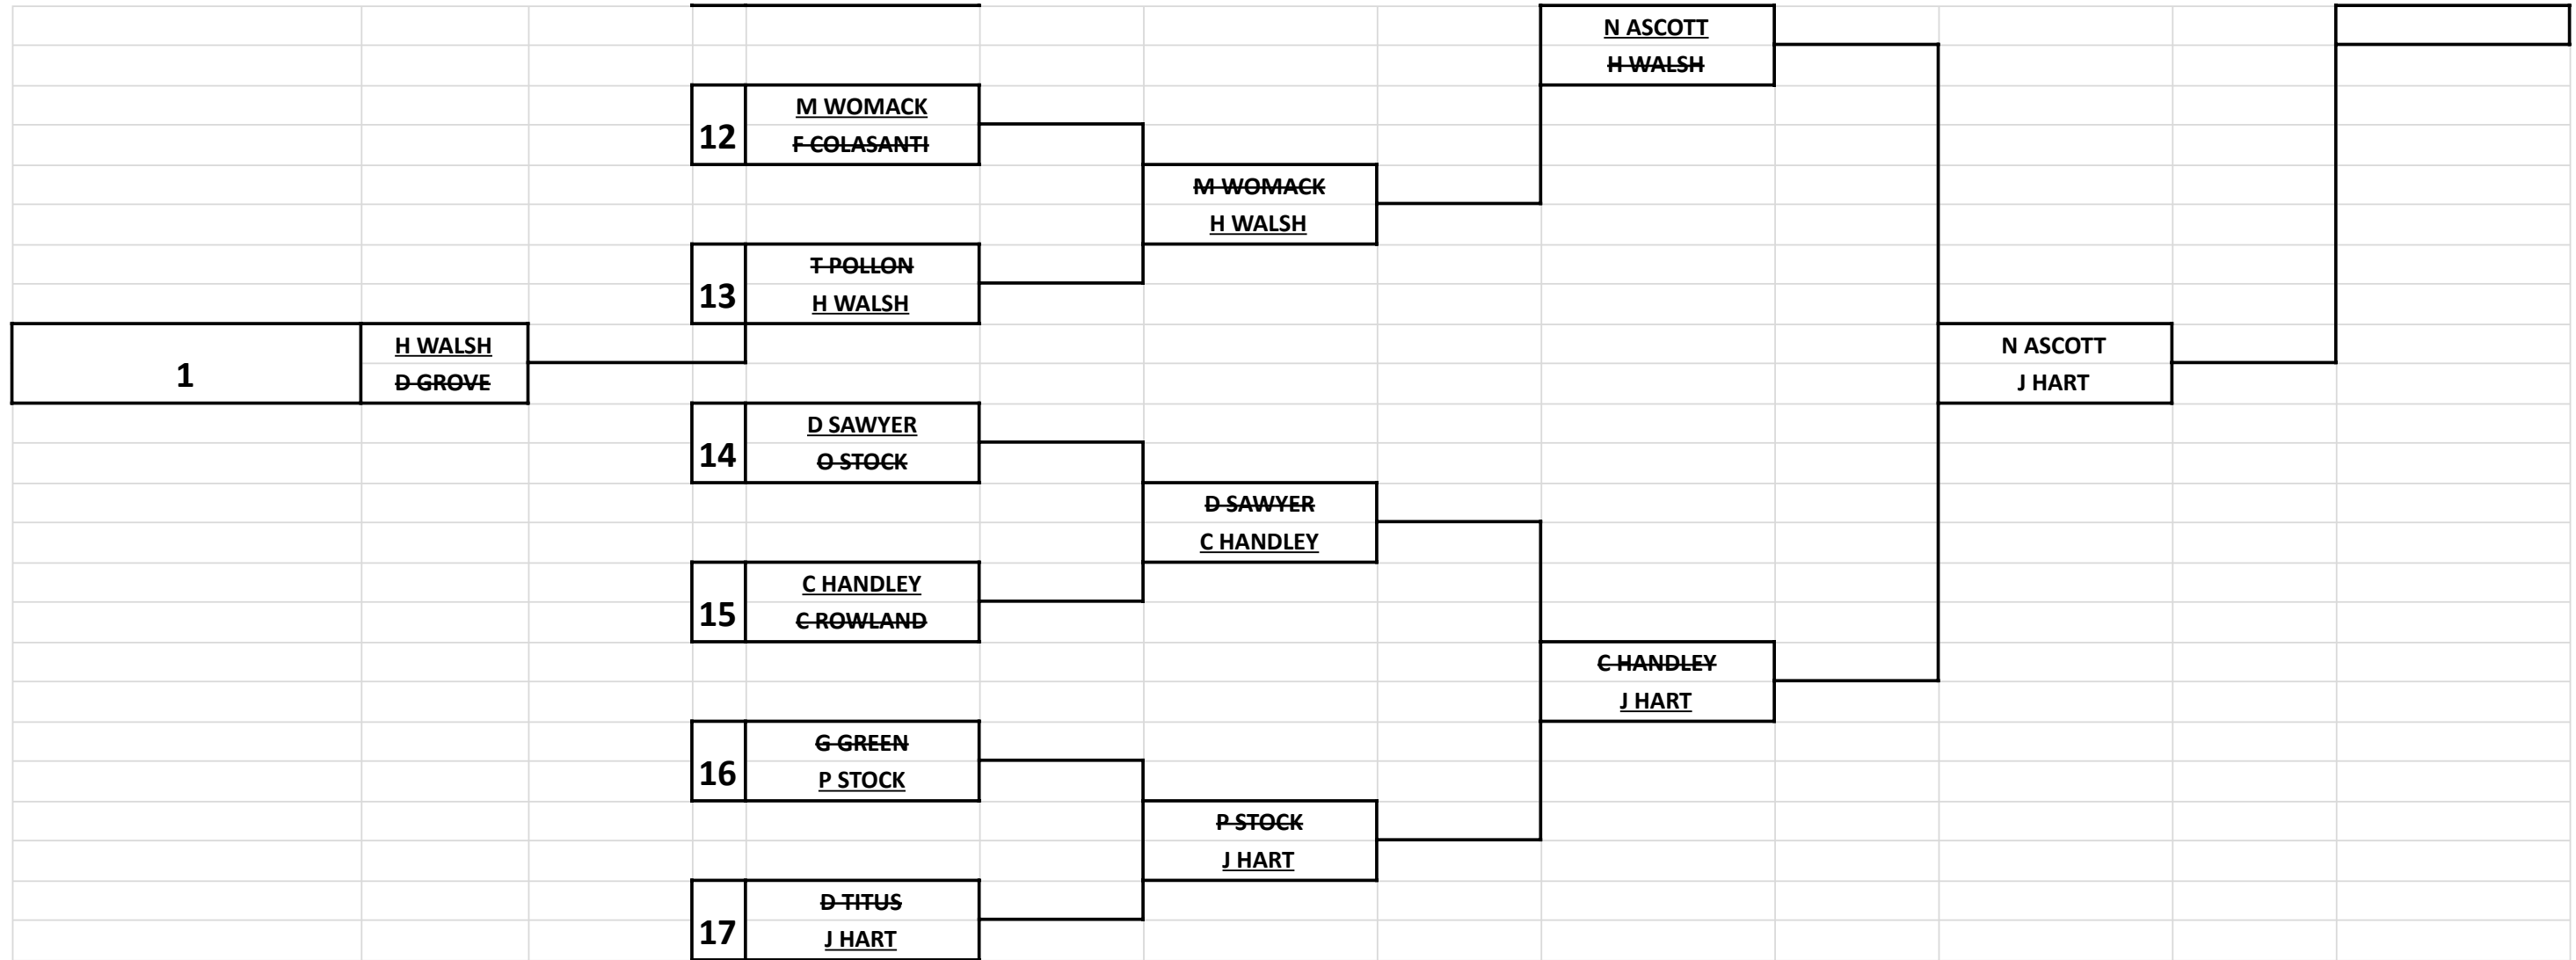 N ASCOTT
H WALSH
12
M WOMACK
F COLASANTI
M WOMACK
H WALSH
13
T POLLON
H WALSH
1
H WALSH
D GROVE
N ASCOTT
J HART
14
D SAWYER
O STOCK
D SAWYER
C HANDLEY
15
C HANDLEY
C ROWLAND
C HANDLEY
J HART
16
G GREEN
P STOCK
P STOCK
J HART
17
D TITUS
J HART